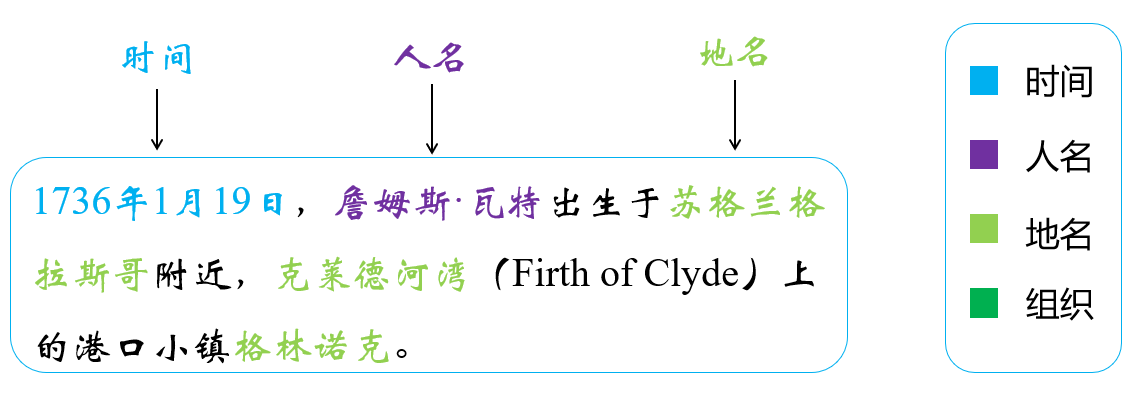 时间 人名 地名
1736年1月19日，詹姆斯·瓦特出生于苏格兰格
拉斯哥附近，克莱德河湾（Firth of Clyde）上
的港口小镇格林诺克。
时间
人名
地名
组织